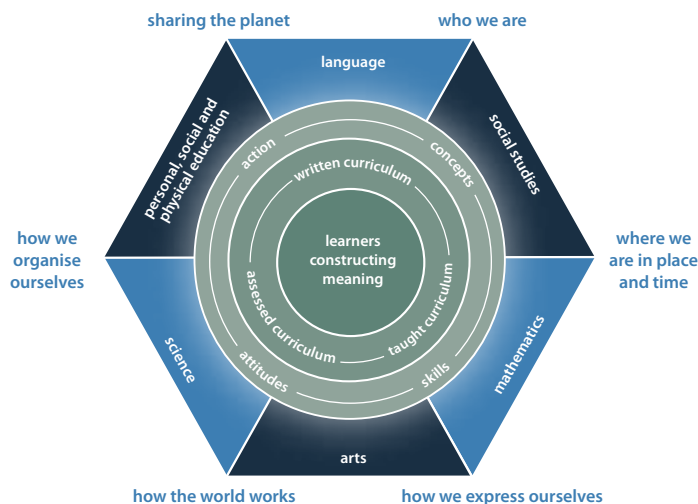 sharing the planet
who we are
language
personal, social and
physical education
social studies
action
concepts
written curriculum
how we
organise
ourselves
learners
constructing
meaning
where we
are in place
and time
assessed curriculum
taught curriculum
science
attitudes
skills
mathematics
arts
how the world works
how we express ourselves